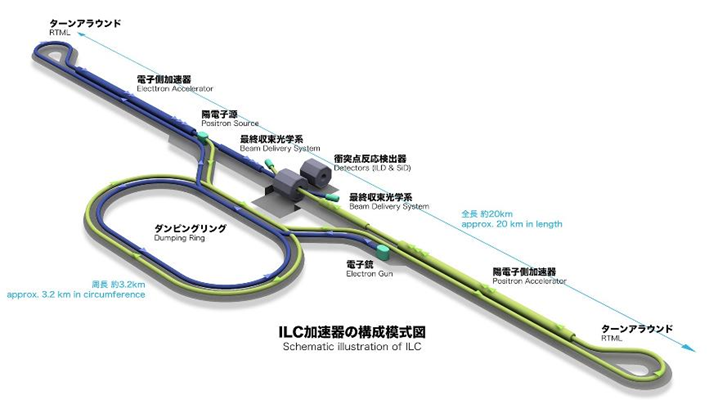 ターンアラウンド
RTML
電子側加速器
Electtron Accelerator
陽電子源
Positron Source
最終収束光学系
Beam Delivery System
衝突点反応検出器
Detectors (ILD & SiD)
最終収束光学系
Beam Delivery System
全長 約20km
approx. 20 km in length
ダンピングリング
Dumping Ring
電子銃
Electron Gun
陽電子側加速器
Positron Accelerator
周長 約3.2km
approx. 3.2 km in circumference
ターンアラウンド
RTML
ILC加速器の構成模式図
Schematic illustration of ILC